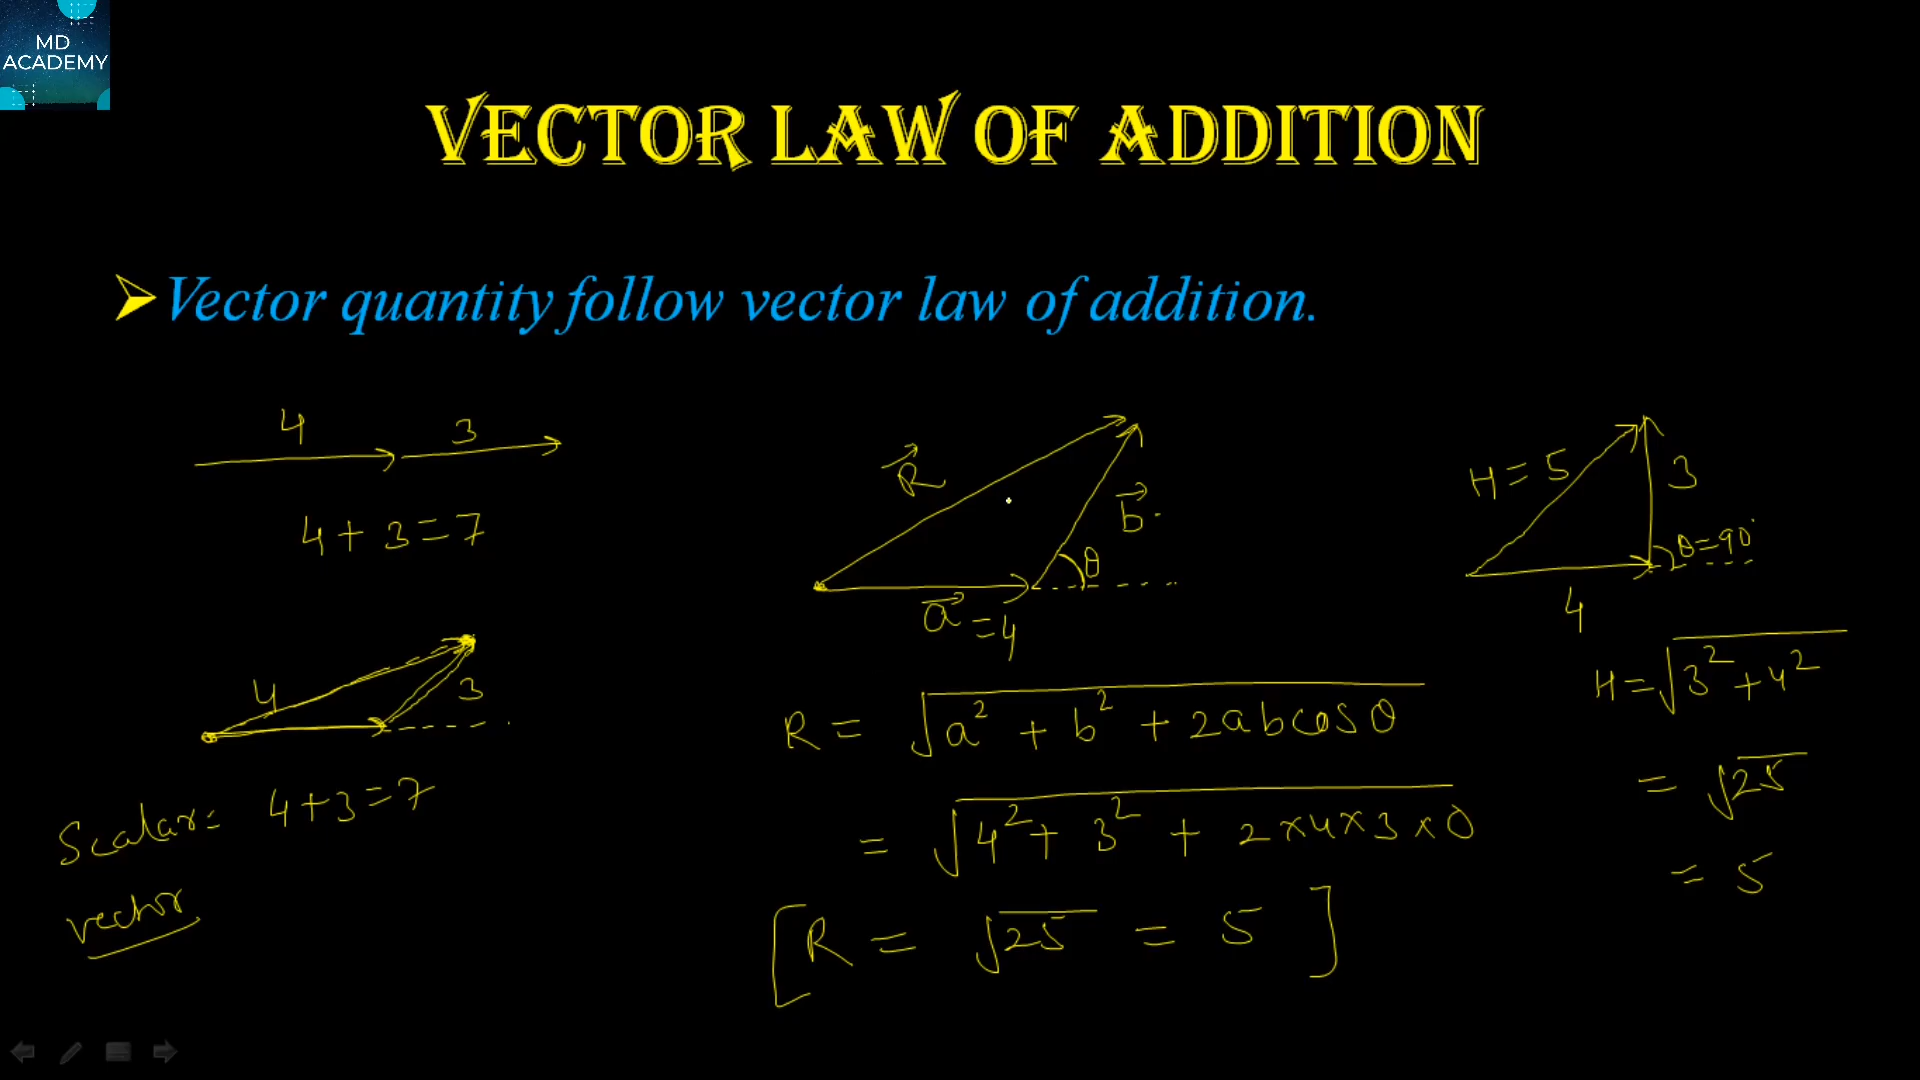 MD
ACADEMY
VECTOR LAW OF ADDITION
Vector quantity follow vector law of addition.
4 3
4 + 3 = 7
4 3
Scalar = 4+3=7
vector
R⃗
b⃗
θ
a⃗ = 4
R = √(a² + b² + 2abcosθ)
= √(4² + 3² + 2×4×3×0)
[R = √25 = 5]
H = 5
3
θ=90°
4
H = √(3² + 4²)
= √25
= 5